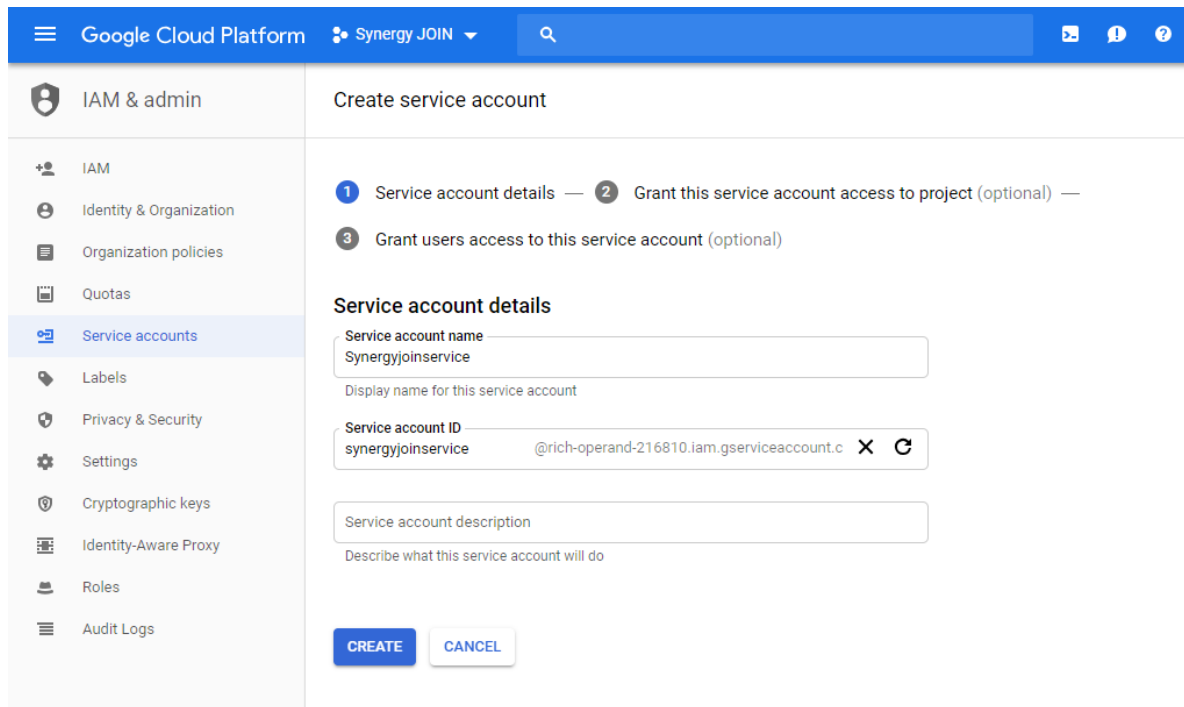 Google Cloud Platform
Synergy JOIN
IAM & admin
Create service account
IAM
Identity & Organization
Organization policies
Quotas
Service accounts
Labels
Privacy & Security
Settings
Cryptographic keys
Identity-Aware Proxy
Roles
Audit Logs
1 Service account details — 2 Grant this service account access to project (optional) —
3 Grant users access to this service account (optional)
Service account details
Service account name
Synergyjoinservice
Display name for this service account
Service account ID
synergyjoinservice @rich-operand-216810.iam.gserviceaccount.c
Service account description
Describe what this service account will do
CREATE CANCEL